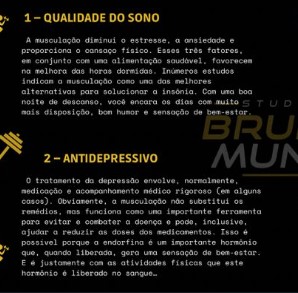 1 – QUALIDADE DO SONO
A musculação diminui o estresse, a ansiedade e
proporciona o cansaço físico. Esses três fatores,
em conjunto com uma alimentação saudável, favorecem
na melhora das horas dormidas. Inúmeros estudos
indicam a musculação como uma das melhores
alternativas para solucionar a insônia. Com uma boa
noite de descanso, você encara os dias com muito
mais disposição, bom humor e sensação de bem-estar.
STUD
BRU
MUN
2 – ANTIDEPRESSIVO
O tratamento da depressão envolve, normalmente,
medicação e acompanhamento médico rigoroso (em alguns
casos). Obviamente, a musculação não substitui os
remédios, mas funciona como uma importante ferramenta
para evitar e combater a doença e pode, inclusive,
ajudar a reduzir as doses dos medicamentos. Isso é
possível porque a endorfina é um importante hormônio
que, quando liberada, gera uma sensação de bem-estar.
E é justamente com as atividades físicas que este
hormônio é liberado no sangue…